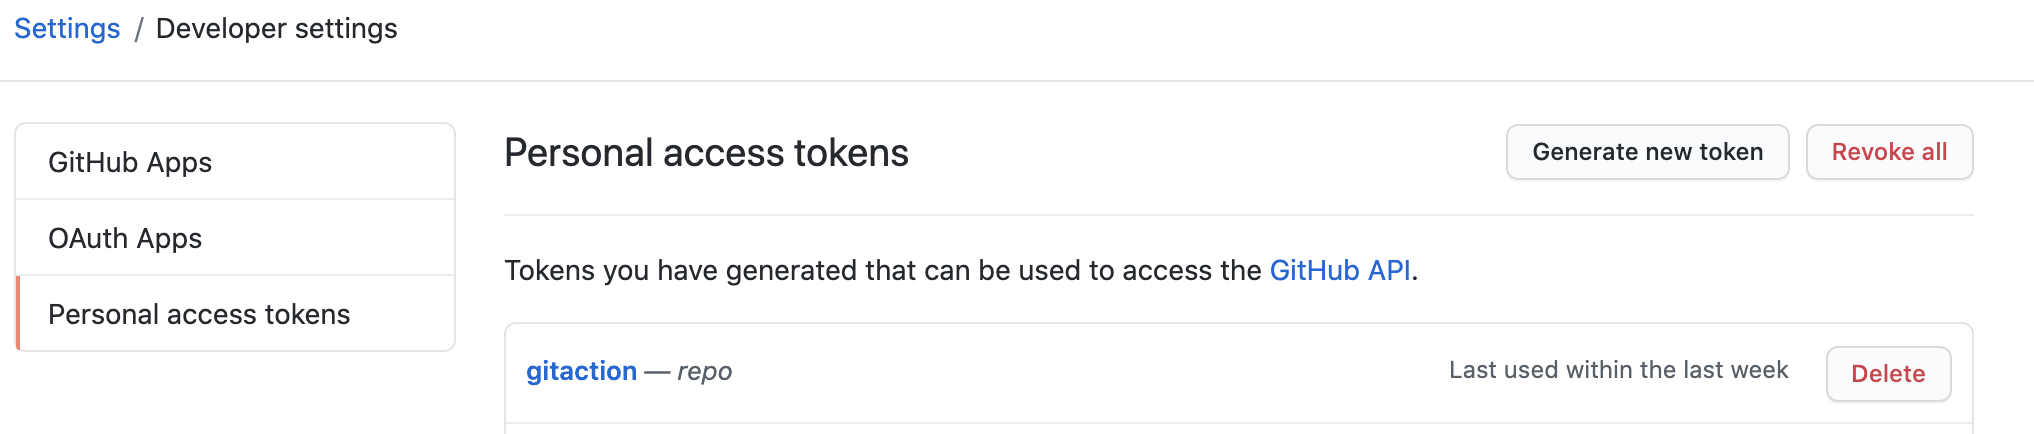 Settings / Developer settings
GitHub Apps
OAuth Apps
Personal access tokens
Personal access tokens
Generate new token
Revoke all
Tokens you have generated that can be used to access the GitHub API.
gitaction — repo
Last used within the last week
Delete